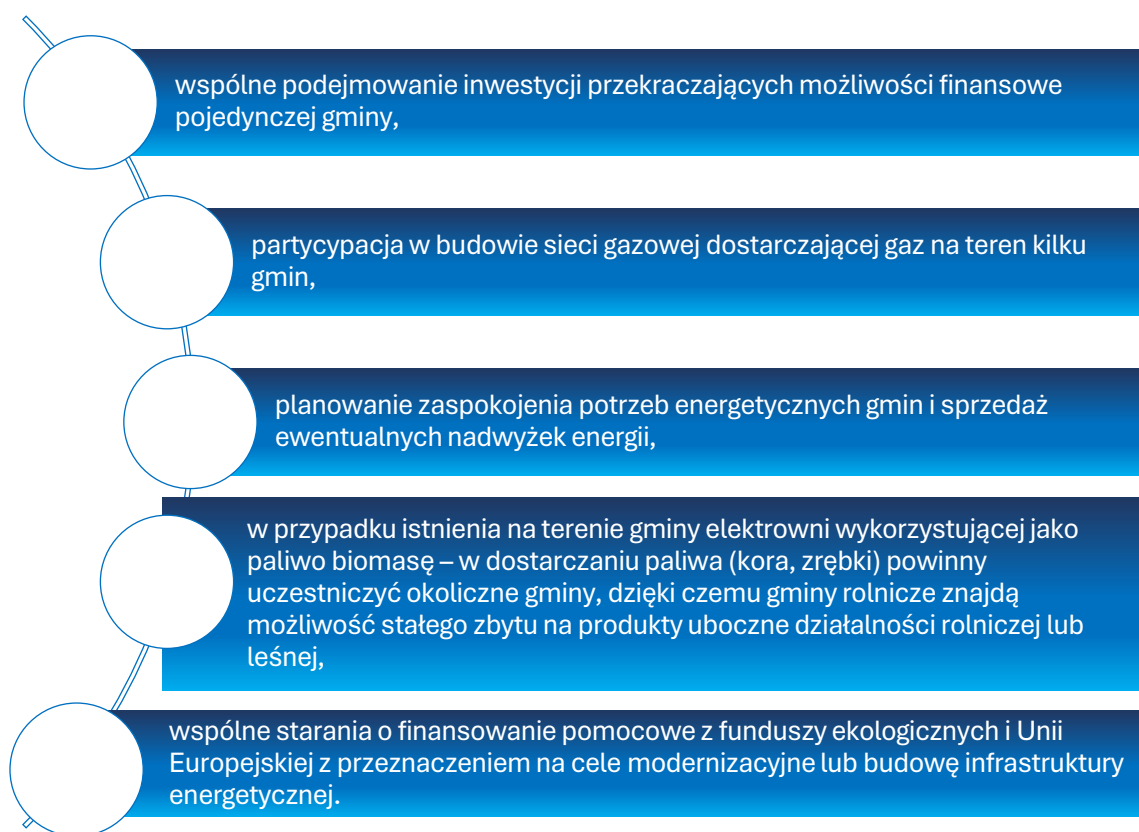 wspólne podejmowanie inwestycji przekraczających możliwości finansowe
pojedynczej gminy,
partycypacja w budowie sieci gazowej dostarczającej gaz na teren kilku
gmin,
planowanie zaspokojenia potrzeb energetycznych gmin i sprzedaż
ewentualnych nadwyżek energii,
w przypadku istnienia na terenie gminy elektrowni wykorzystującej jako
paliwo biomasę – w dostarczaniu paliwa (kora, zrębki) powinny
uczestniczyć okoliczne gminy, dzięki czemu gminy rolnicze znajdą
możliwość stałego zbytu na produkty uboczne działalności rolniczej lub
leśnej,
wspólne starania o finansowanie pomocowe z funduszy ekologicznych i Unii
Europejskiej z przeznaczeniem na cele modernizacyjne lub budowę infrastruktury
energetycznej.